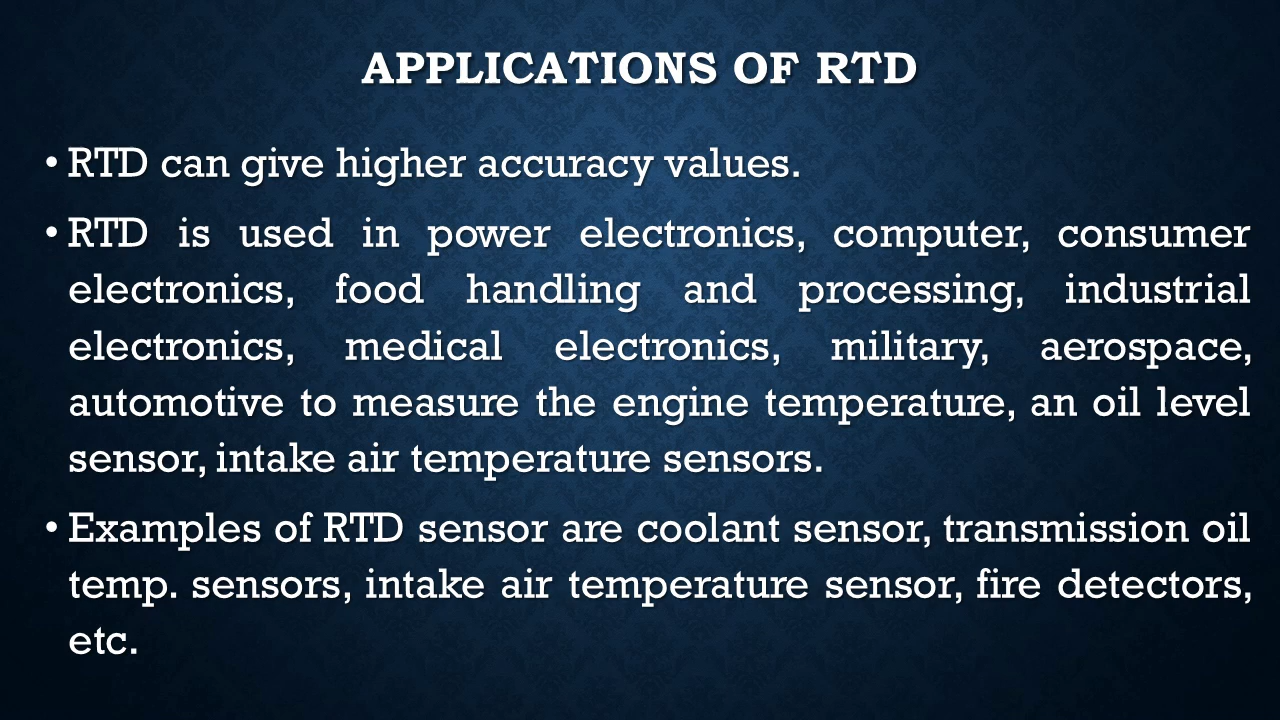 APPLICATIONS OF RTD
• RTD can give higher accuracy values.
• RTD is used in power electronics, computer, consumer
electronics, food handling and processing, industrial
electronics, medical electronics, military, aerospace,
automotive to measure the engine temperature, an oil level
sensor, intake air temperature sensors.
• Examples of RTD sensor are coolant sensor, transmission oil
temp. sensors, intake air temperature sensor, fire detectors,
etc.